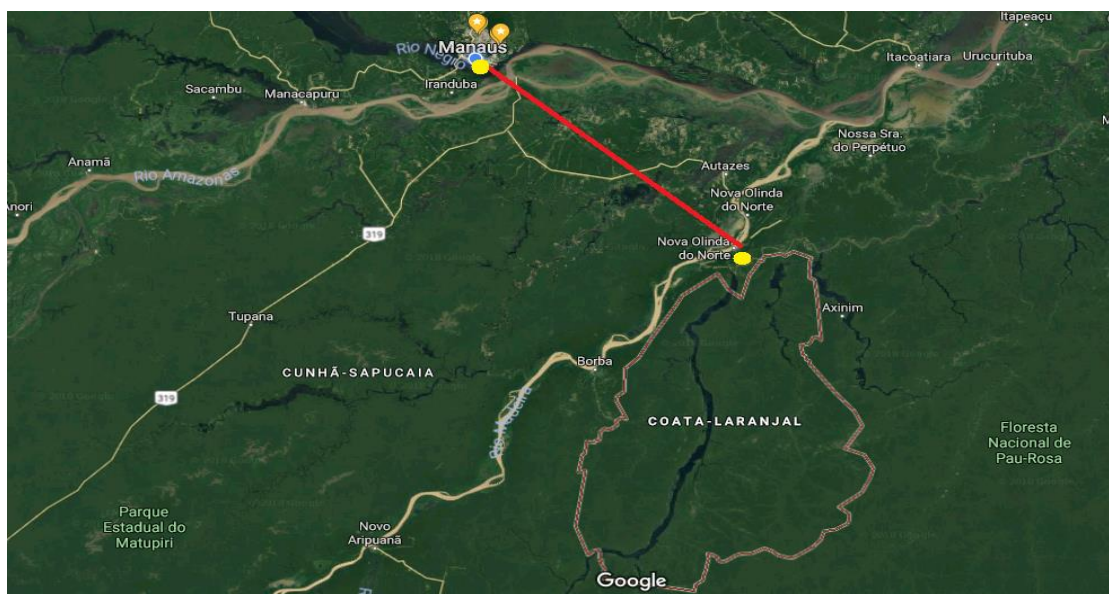 Itapeaçu
Rio Negro
Manaus
Itacoatiara
Urucurituba
Iranduba
Sacambu
Manacapuru
Nossa Sra.
do Perpétuo
Anamã
Autazes
Rio Amazonas
Nova Olinda
do Norte
Anori
319
Nova Olinda
do Norte
Axinim
Tupana
Borba
CUNHÃ-SAPUCAIA
319
Rio Madeira
COATA-LARANJAL
Floresta
Nacional de
Pau-Rosa
Parque
Estadual do
Matupiri
Novo
Aripuanã
Google